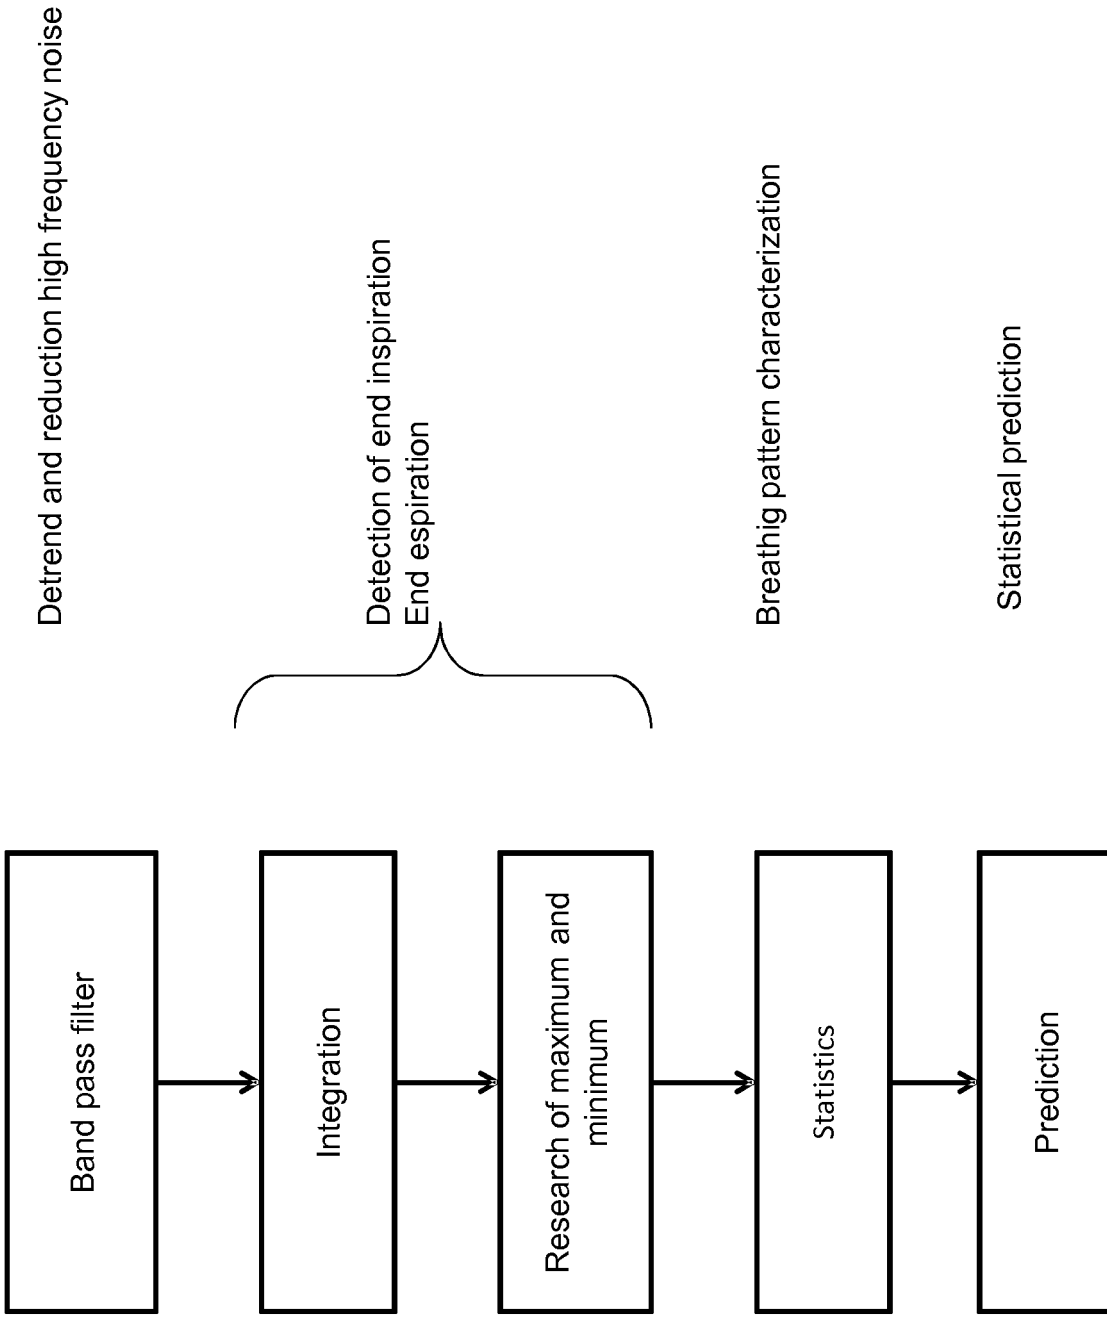 Band pass filter
Detrend and reduction high frequency noise
Integration
Detection of end inspiration
End espiration
Research of maximum and
minimum
Statistics
Breathig pattern characterization
Prediction
Statistical prediction